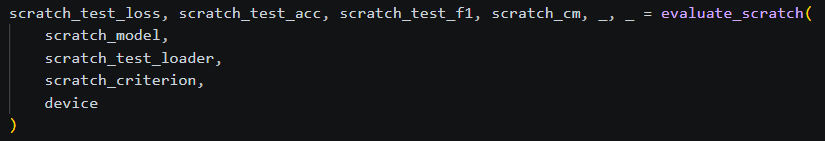 scratch_test_loss, scratch_test_acc, scratch_test_f1, scratch_cm, _, _ = evaluate_scratch(
    scratch_model,
    scratch_test_loader,
    scratch_criterion,
    device
)